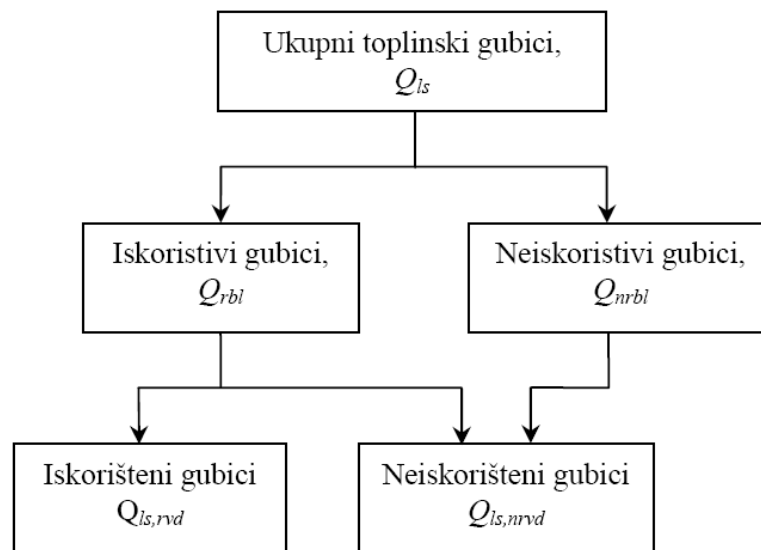 Ukupni toplinski gubici,
Qls
Iskoristivi gubici,
Qrbl
Neiskoristivi gubici,
Qnrbl
Iskorišteni gubici
Qls,rvd
Neiskorišteni gubici
Qls,nrvd